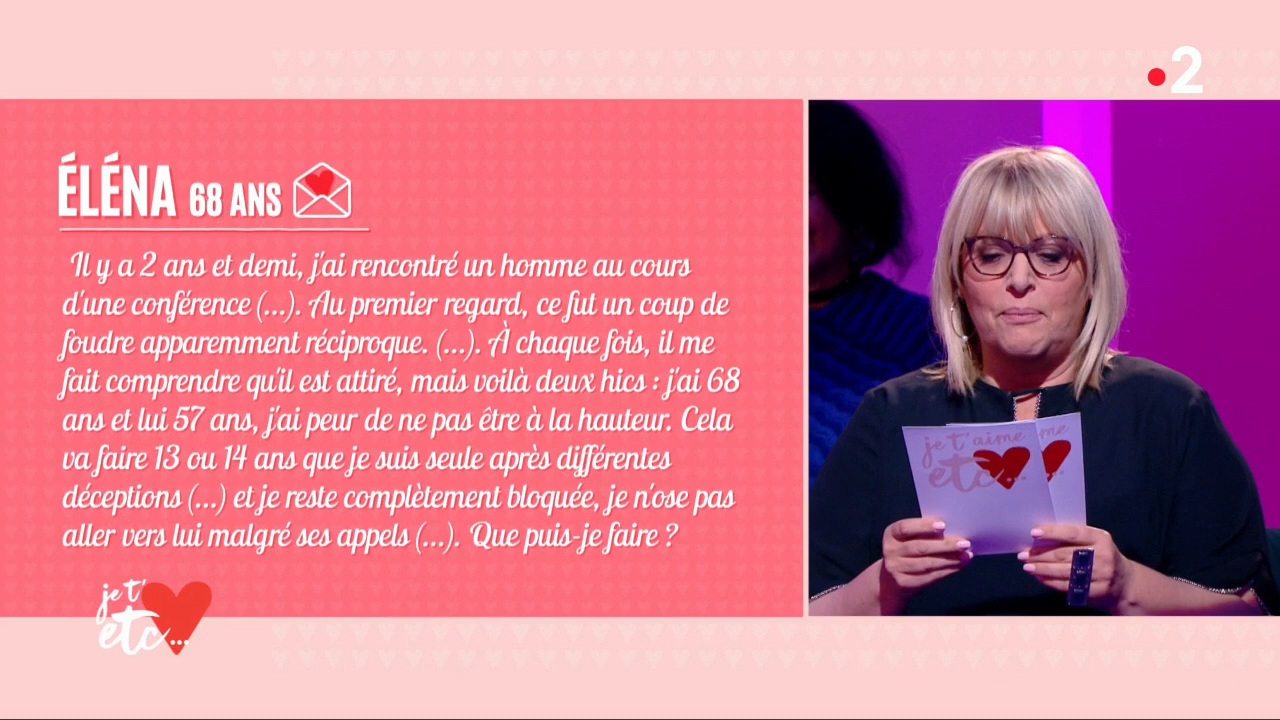 2
ÉLÉNA 68 ANS
Il y a 2 ans et demi, j'ai rencontré un homme au cours
d'une conférence (...). Au premier regard, ce fut un coup de
foudre apparemment réciproque. (...). À chaque fois, il me
fait comprendre qu'il est attiré, mais voilà deux hics : j'ai 68
ans et lui 57 ans, j'ai peur de ne pas être à la hauteur. Cela
va faire 13 ou 14 ans que je suis seule après différentes
déceptions (...) et je reste complètement bloquée, je n'ose pas
aller vers lui malgré ses appels (...). Que puis-je faire ?
je t'aime
etc...
me
je t'
etc...